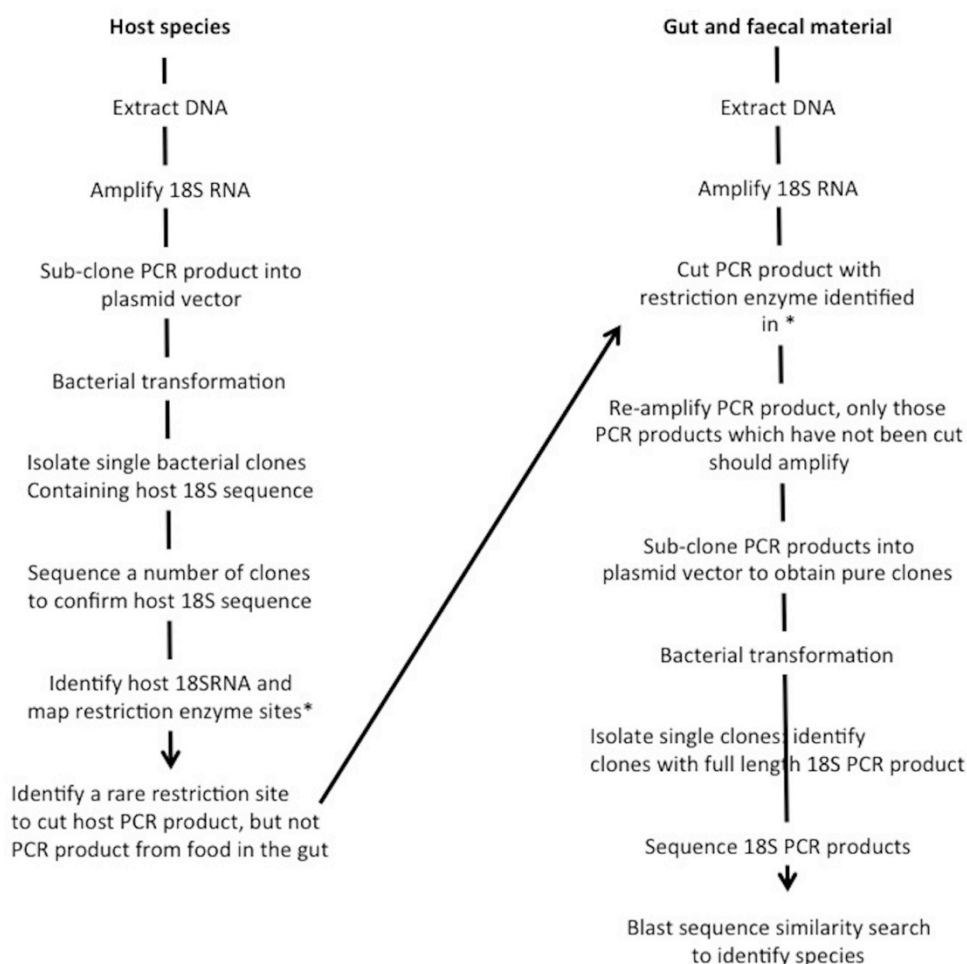 Host species
Extract DNA
Amplify 18S RNA
Sub-clone PCR product into
plasmid vector
Bacterial transformation
Isolate single bacterial clones
Containing host 18S sequence
Sequence a number of clones
to confirm host 18S sequence
Identify host 18SRNA and
map restriction enzyme sites*
Identify a rare restriction site
to cut host PCR product, but not
PCR product from food in the gut
Gut and faecal material
Extract DNA
Amplify 18S RNA
Cut PCR product with
restriction enzyme identified
in *
Re-amplify PCR product, only those
PCR products which have not been cut
should amplify
Sub-clone PCR products into
plasmid vector to obtain pure clones
Bacterial transformation
Isolate single clones; identify
clones with full length 18S PCR product
Sequence 18S PCR products
Blast sequence similarity search
to identify species